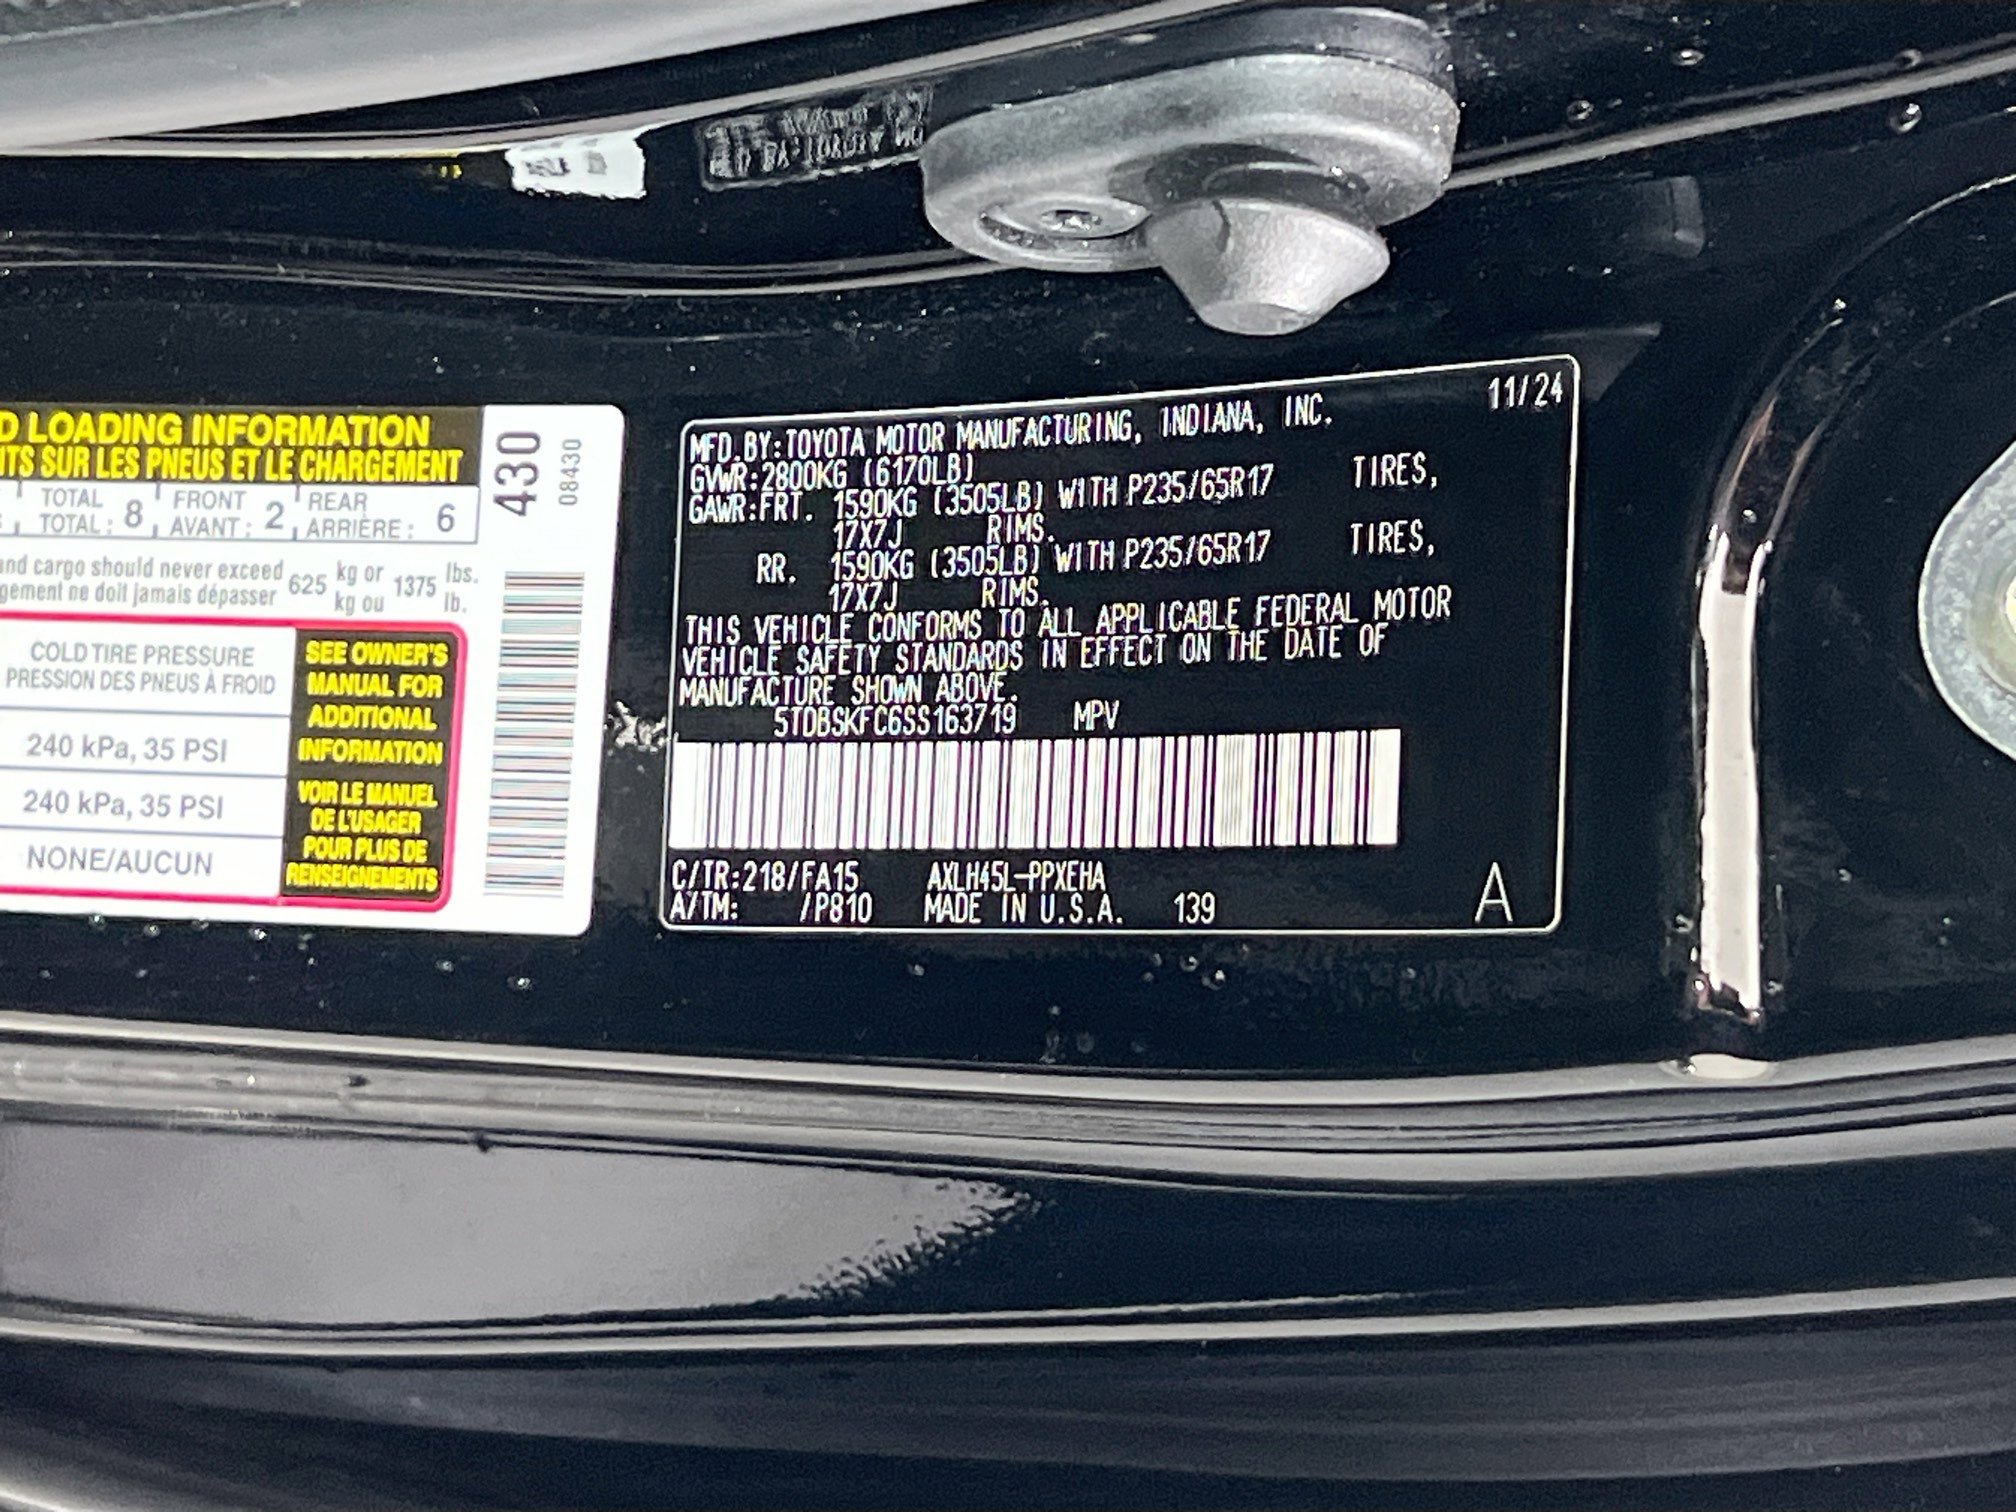 D LOADING INFORMATION
NTS SUR LES PNEUS ET LE CHARGEMENT
TOTAL FRONT REAR
TOTAL: 8 AVANT: 2 ARRIÈRE: 6
and cargo should never exceed 625 kg or 1375 lbs.
gement ne doit jamais dépasser kg ou lb.
COLD TIRE PRESSURE
PRESSION DES PNEUS À FROID
240 kPa, 35 PSI
240 kPa, 35 PSI
NONE/AUCUN
SEE OWNER'S
MANUAL FOR
ADDITIONAL
INFORMATION
VOIR LE MANUEL
DE L'USAGER
POUR PLUS DE
RENSEIGNEMENTS
430
08430
11/24
MFD.BY:TOYOTA MOTOR MANUFACTURING, INDIANA, INC.
GVWR:2800KG (6170LB)
GAWR:FRT. 1590KG (3505LB) WITH P235/65R17 TIRES,
17X7J RIMS.
RR. 1590KG (3505LB) WITH P235/65R17 TIRES,
17X7J RIMS.
THIS VEHICLE CONFORMS TO ALL APPLICABLE FEDERAL MOTOR
VEHICLE SAFETY STANDARDS IN EFFECT ON THE DATE OF
MANUFACTURE SHOWN ABOVE.
5TDBSKFC6SS163719 MPV
C/TR:218/FA15 AXLH45L-PPXEHA
A/TM: /P810 MADE IN U.S.A. 139
A